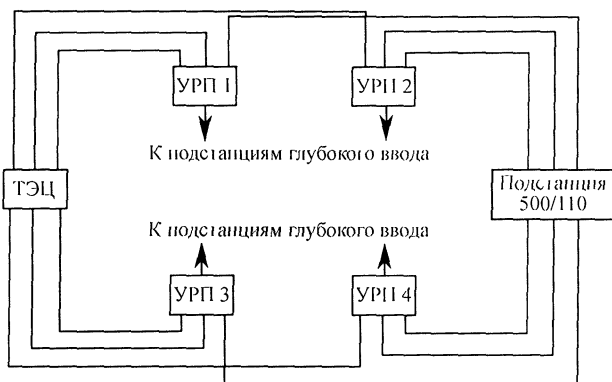 УРП 1
УРП 2
К подстанциям глубокого ввода
ТЭЦ
Подстанция
500/110
К подстанциям глубокого ввода
УРП 3
УРП 4